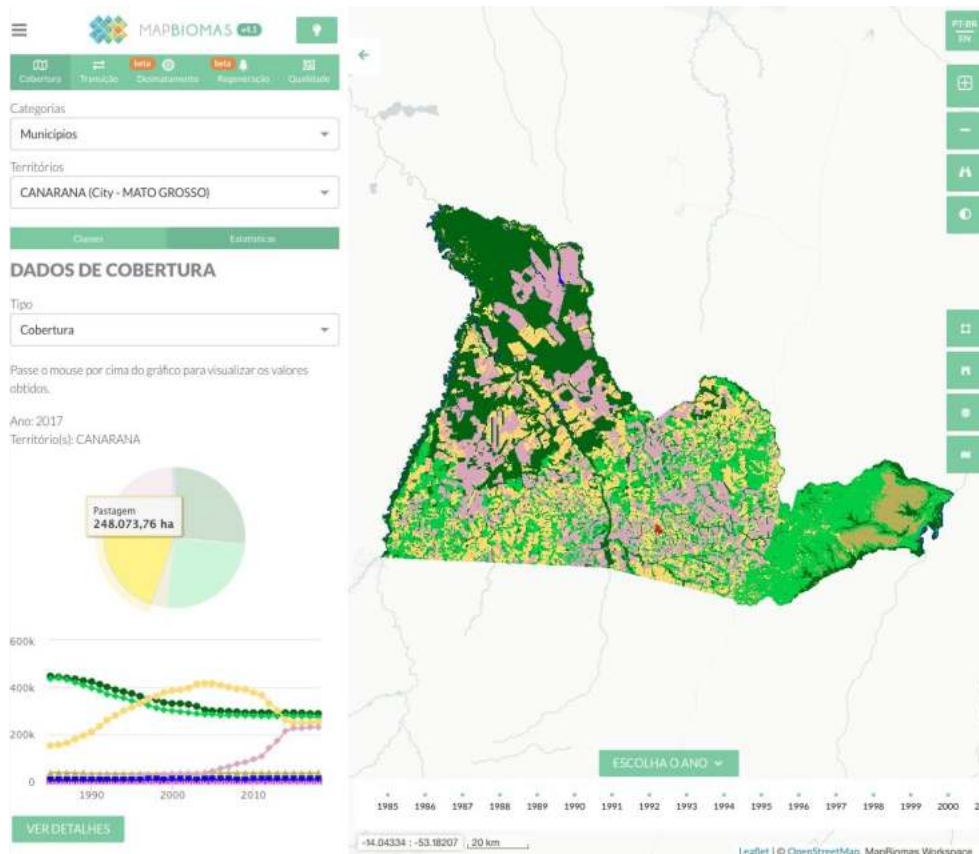 MAPBIOMAS v4.1
Cobertura
Transição
beta
Desmatamento
beta
Regeneração
Qualidade
Categorias
Municípios
Territórios
CANARANA (City - MATO GROSSO)
Classes
Estatísticas
DADOS DE COBERTURA
Tipo
Cobertura
Passe o mouse por cima do gráfico para visualizar os valores
obtidos.
Ano: 2017
Território(s): CANARANA
Pastagem
248.073,76 ha
600k
400k
200k
0
1990 2000 2010
VER DETALHES
PT-BR
EN
ESCOLHA O ANO
1985 1986 1987 1988 1989 1990 1991 1992 1993 1994 1995 1996 1997 1998 1999 2000 2
-14.04334 : -53.18207
20 km
Leaflet | © OpenStreetMap, MapBiomas Workspace